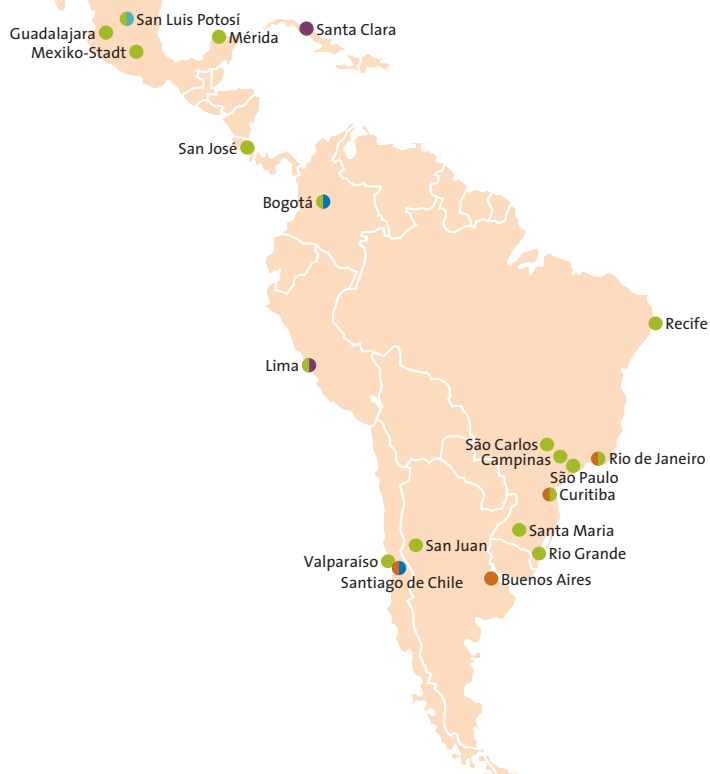 San Luis Potosí
Guadalajara
Mérida
Santa Clara
Mexiko-Stadt
San José
Bogotá
Recife
Lima
São Carlos
Campinas
Rio de Janeiro
São Paulo
Curitiba
Santa Maria
San Juan
Rio Grande
Valparaíso
Santiago de Chile
Buenos Aires